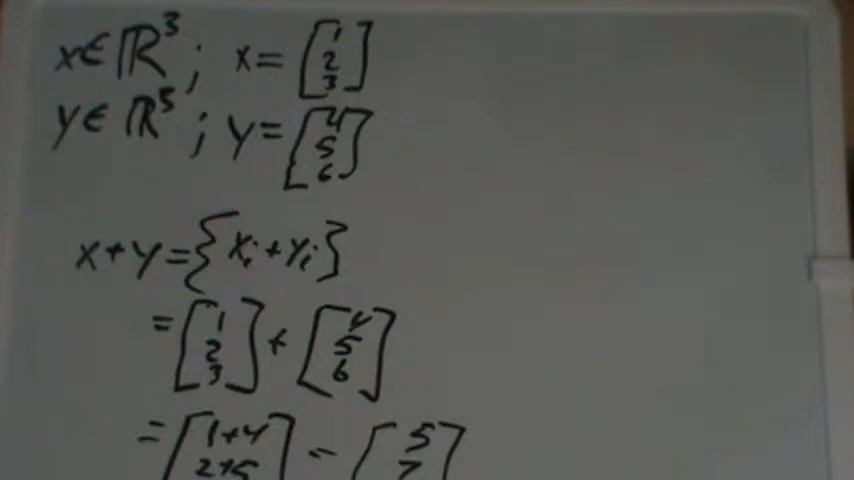 x∈ℝ³; x=[1 2 3]
y∈ℝ⁵; y=[4 5 6]
x+y={xᵢ+yᵢ}
=[1 2 3]+[4 5 6]
=[1+4 2+5]=[5 7]